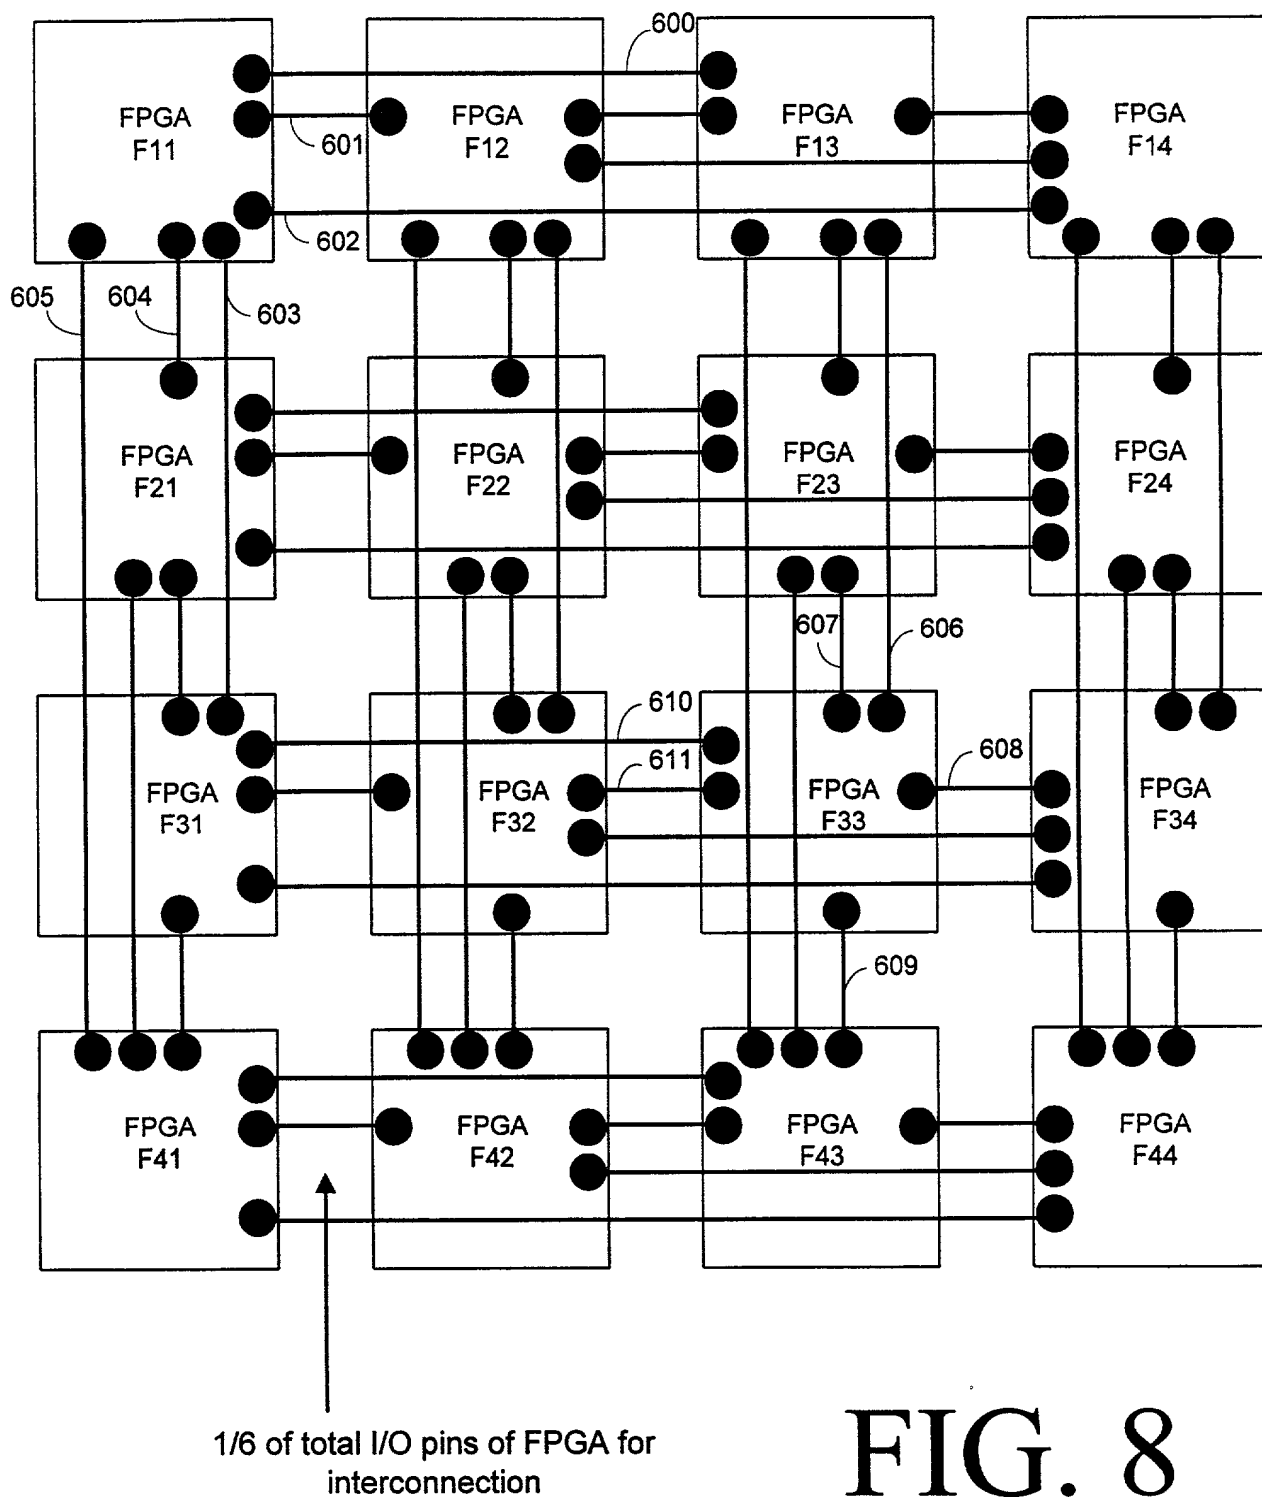 600
FPGA
F11
FPGA
F12
FPGA
F13
FPGA
F14
601
602
605
604
603
FPGA
F21
FPGA
F22
FPGA
F23
FPGA
F24
607
606
610
611
608
FPGA
F31
FPGA
F32
FPGA
F33
FPGA
F34
609
FPGA
F41
FPGA
F42
FPGA
F43
FPGA
F44
1/6 of total I/O pins of FPGA for
interconnection
FIG. 8